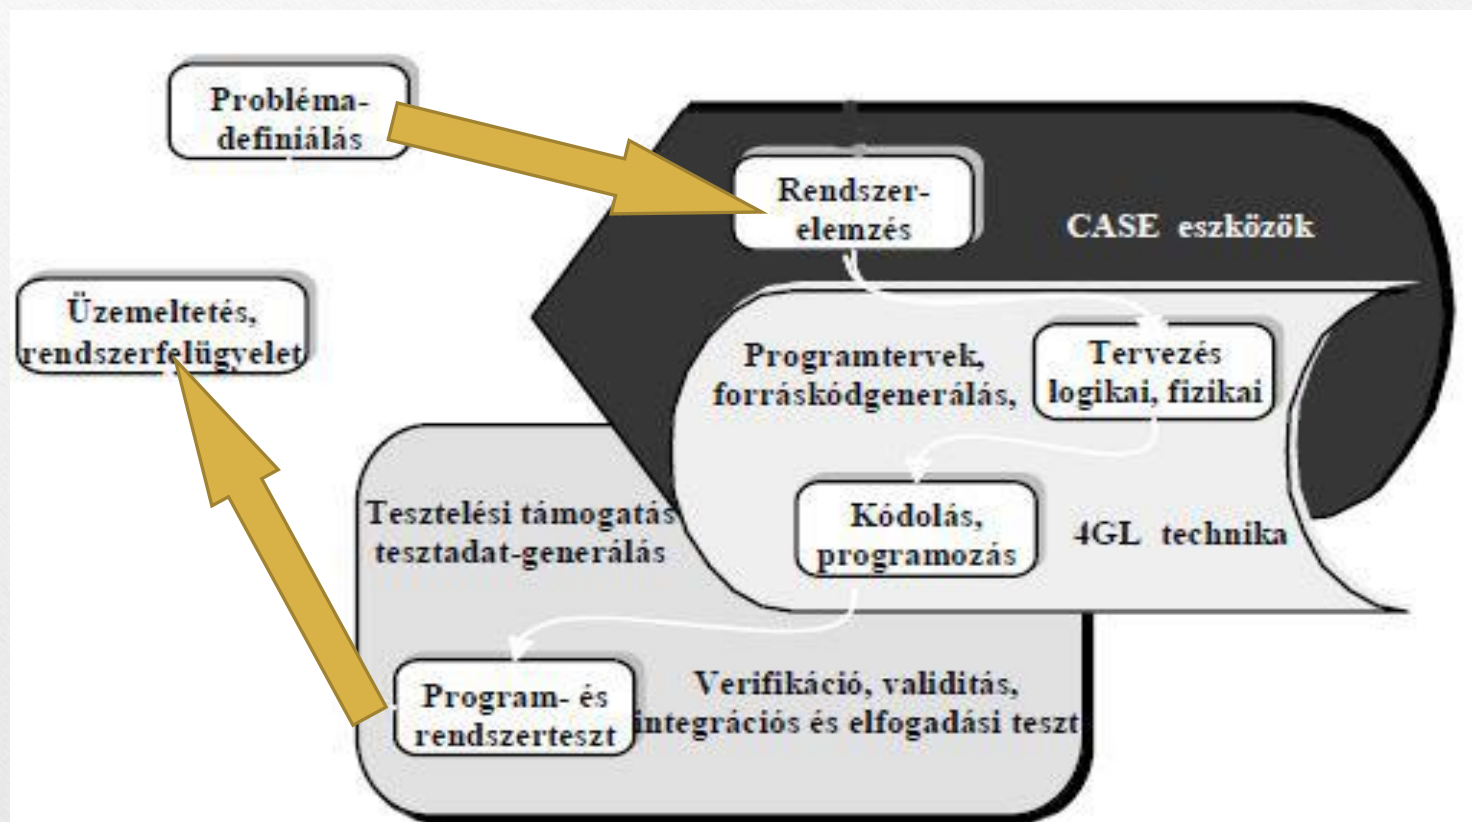 Probléma-
definiálás
Rendszer-
elemzés
CASE eszközök
Üzemeltetés,
rendszerfelügyelet
Programtervek,
forráskódgenerálás,
Tervezés
logikai, fizikai
Tesztelési támogatás
tesztadat-generálás
Kódolás,
programozás
4GL technika
Program- és
rendszerteszt
Verifikáció, validitás,
integrációs és elfogadási teszt